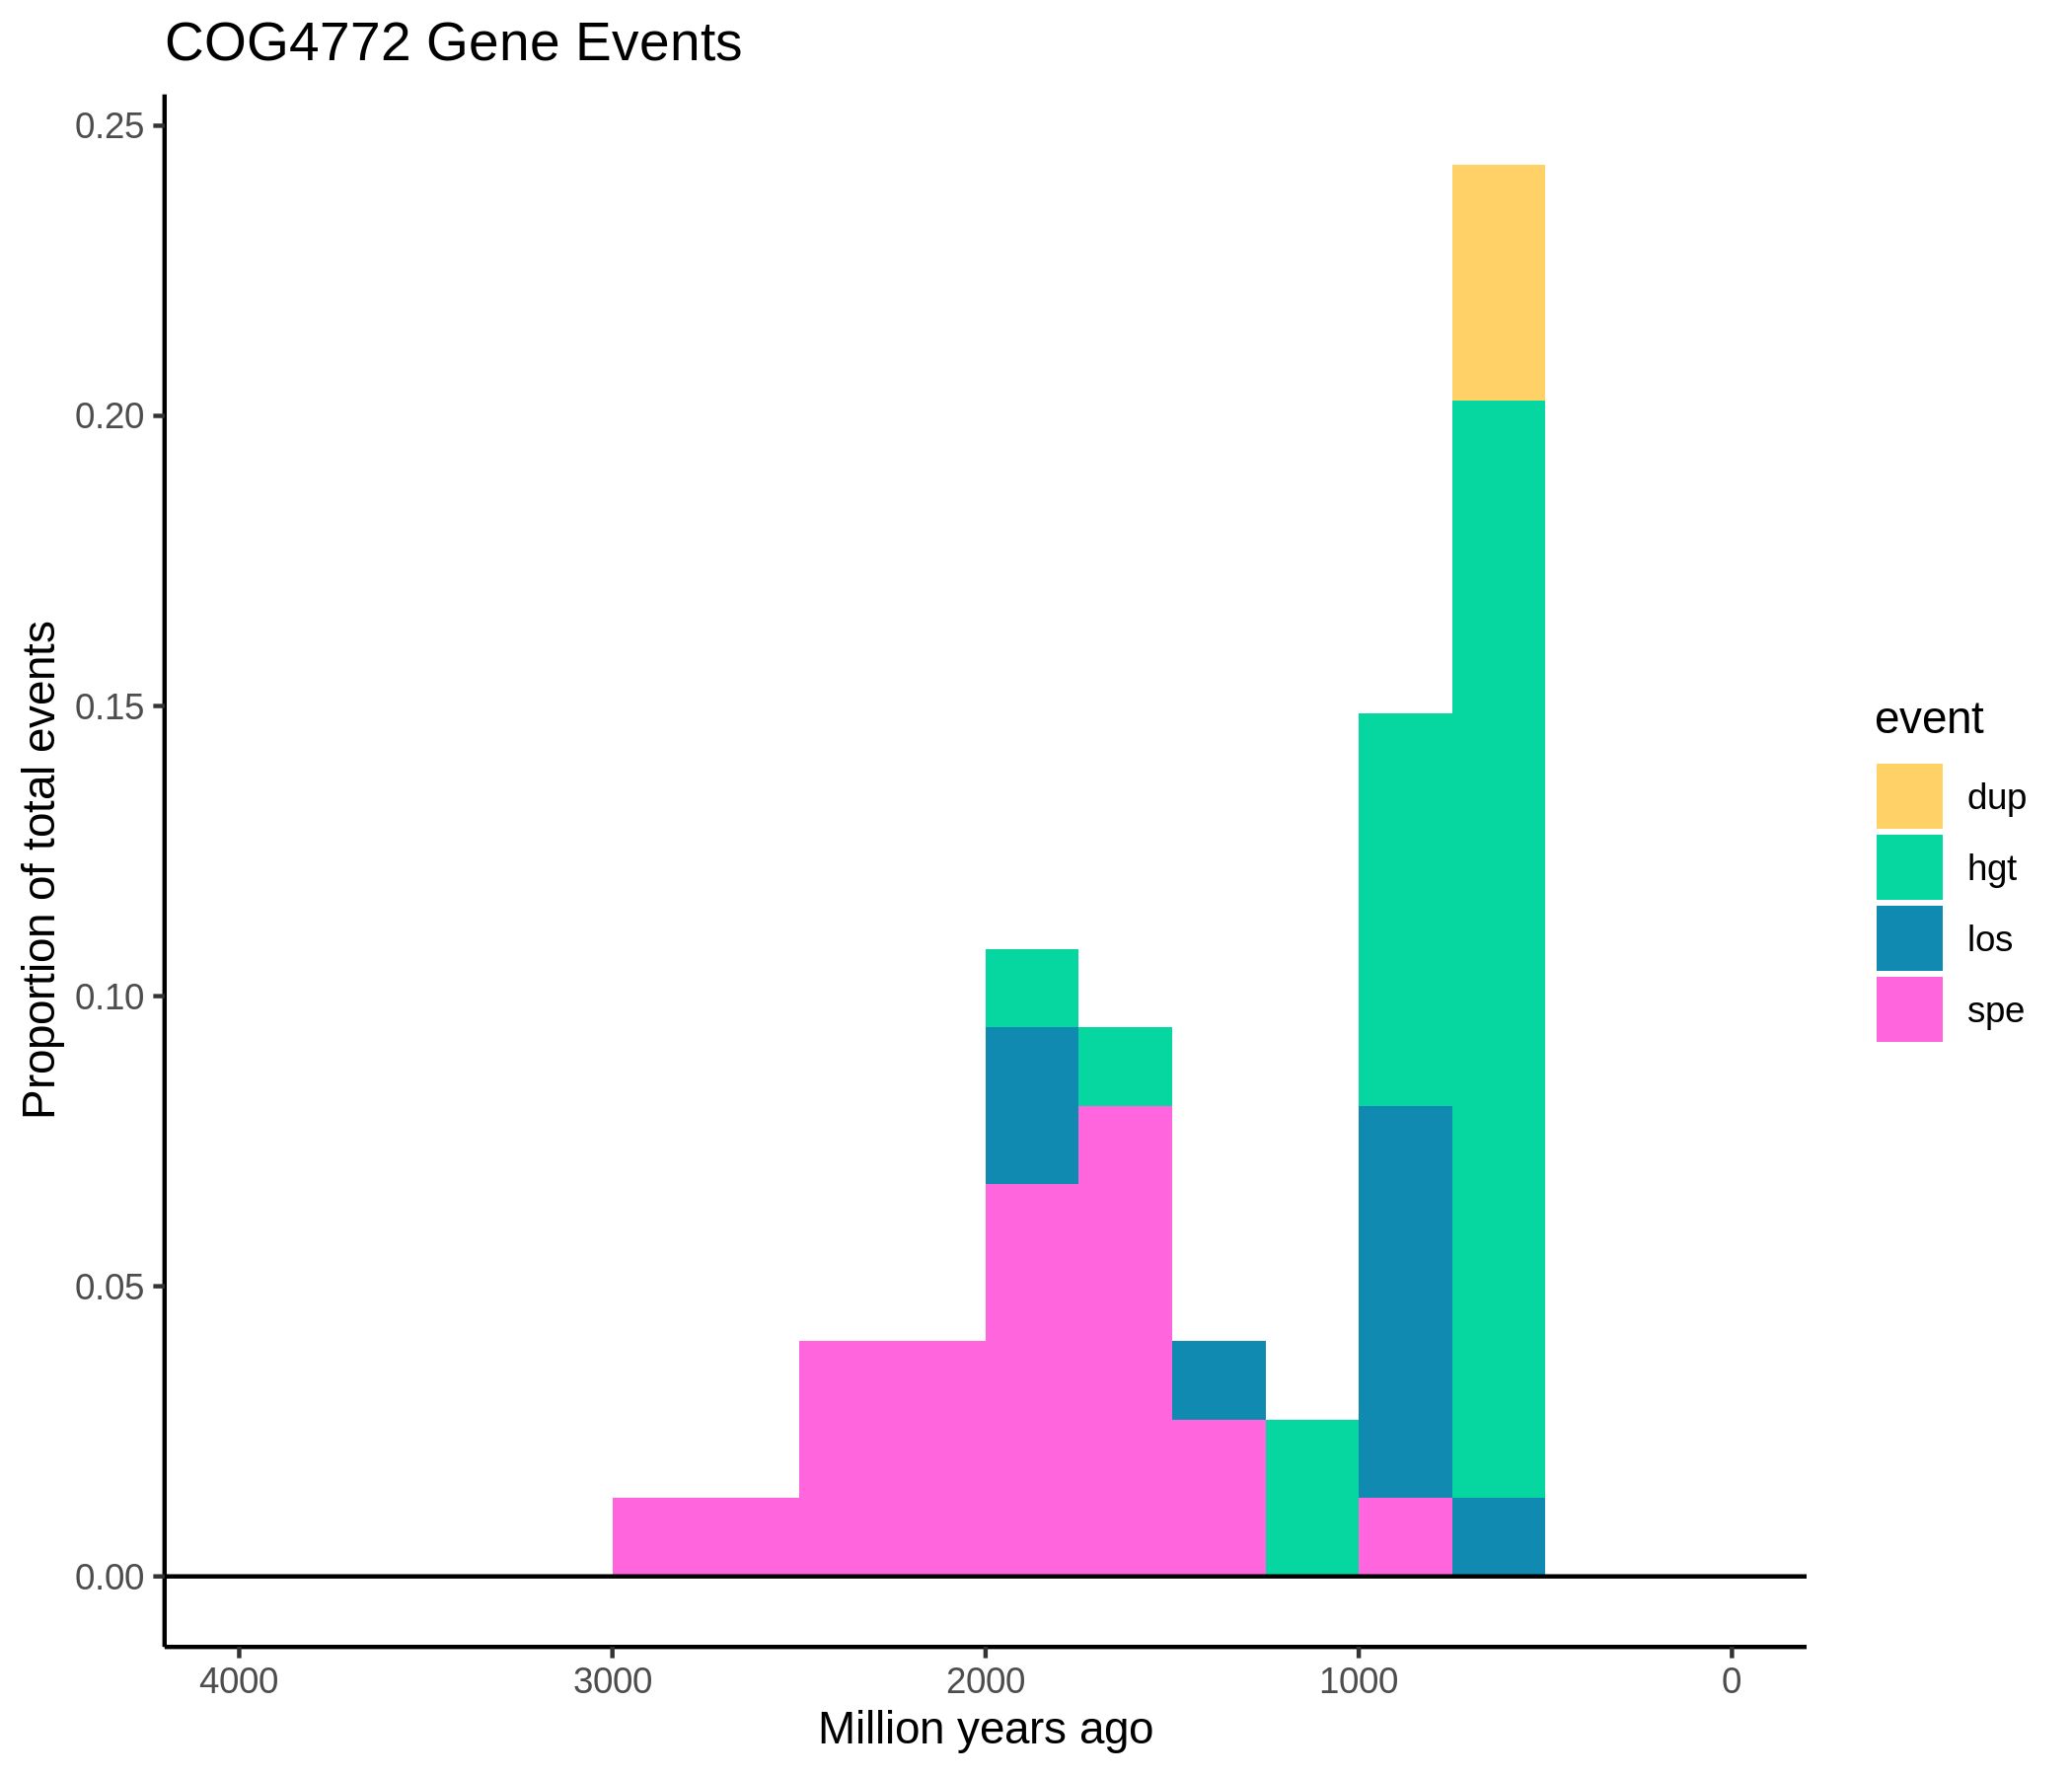 COG4772 Gene Events
0.25
0.20
0.15
0.10
0.05
0.00
Proportion of total events
4000 3000 2000 1000 0
Million years ago
event
dup
hgt
los
spe